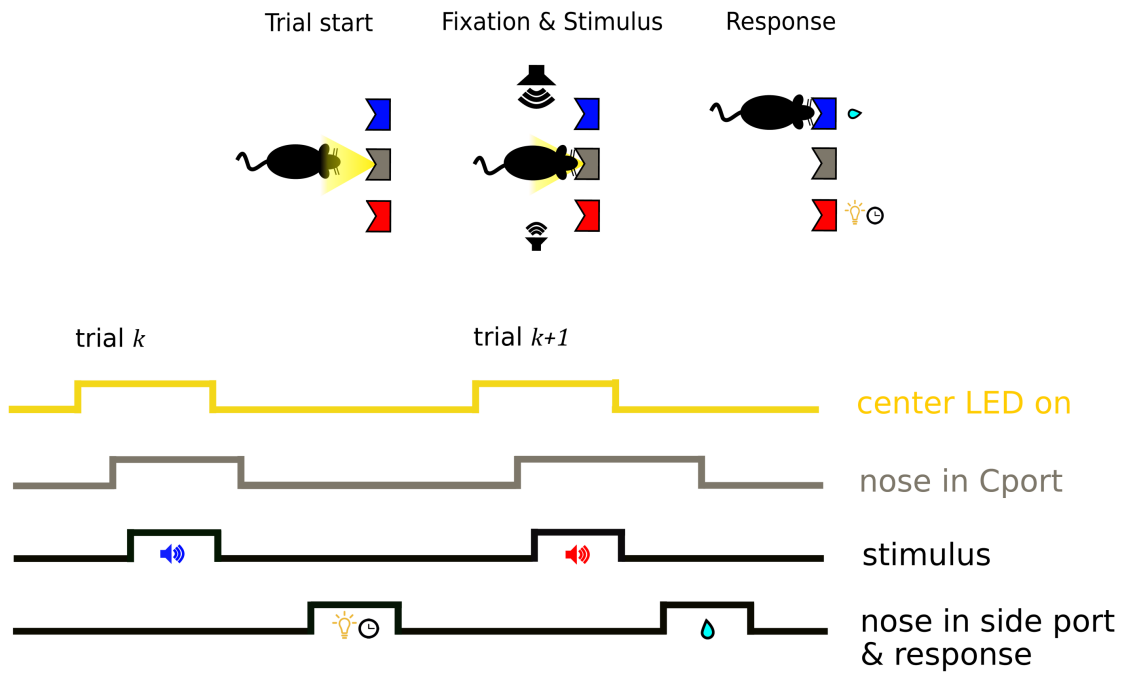 Trial start
Fixation & Stimulus
Response
trial k
trial k+1
center LED on
nose in Cport
stimulus
nose in side port
& response